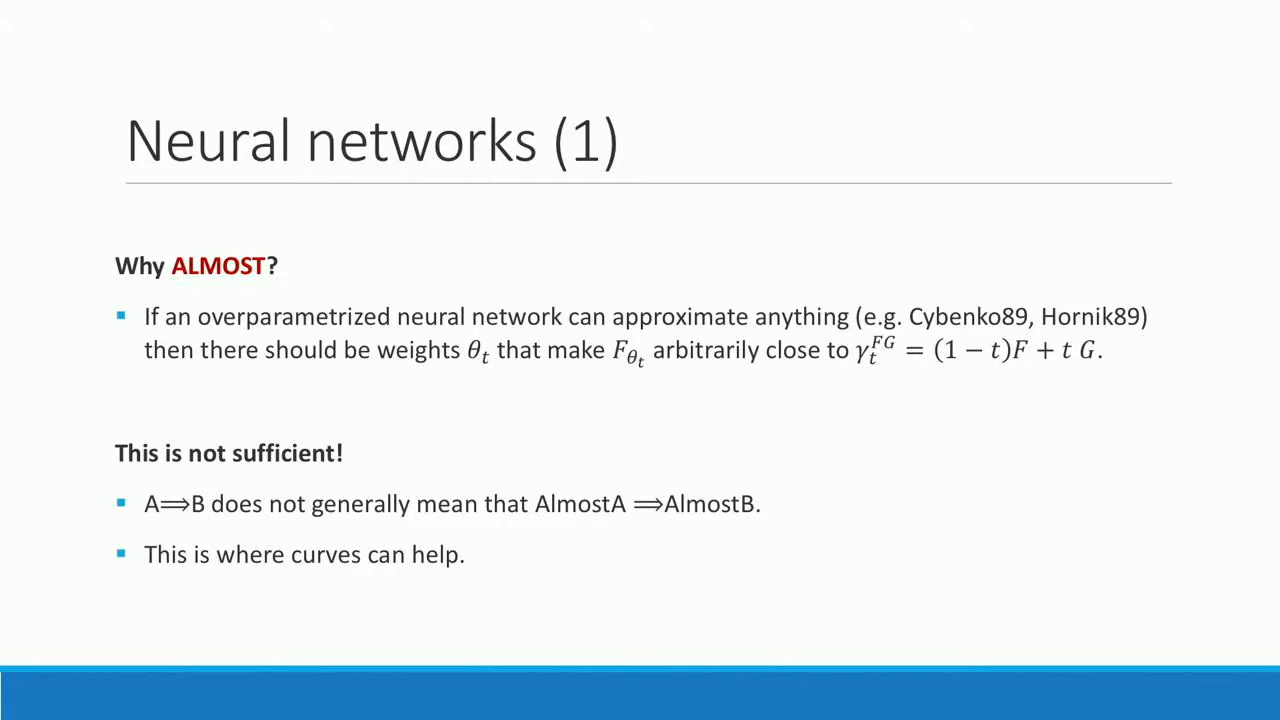 Neural networks (1)
Why ALMOST?
▪ If an overparametrized neural network can approximate anything (e.g. Cybenko89, Hornik89)
then there should be weights θ_t that make F_{θ_t} arbitrarily close to γ_t^{FG} = (1 − t)F + t G.
This is not sufficient!
▪ A⟹B does not generally mean that AlmostA ⟹AlmostB.
▪ This is where curves can help.